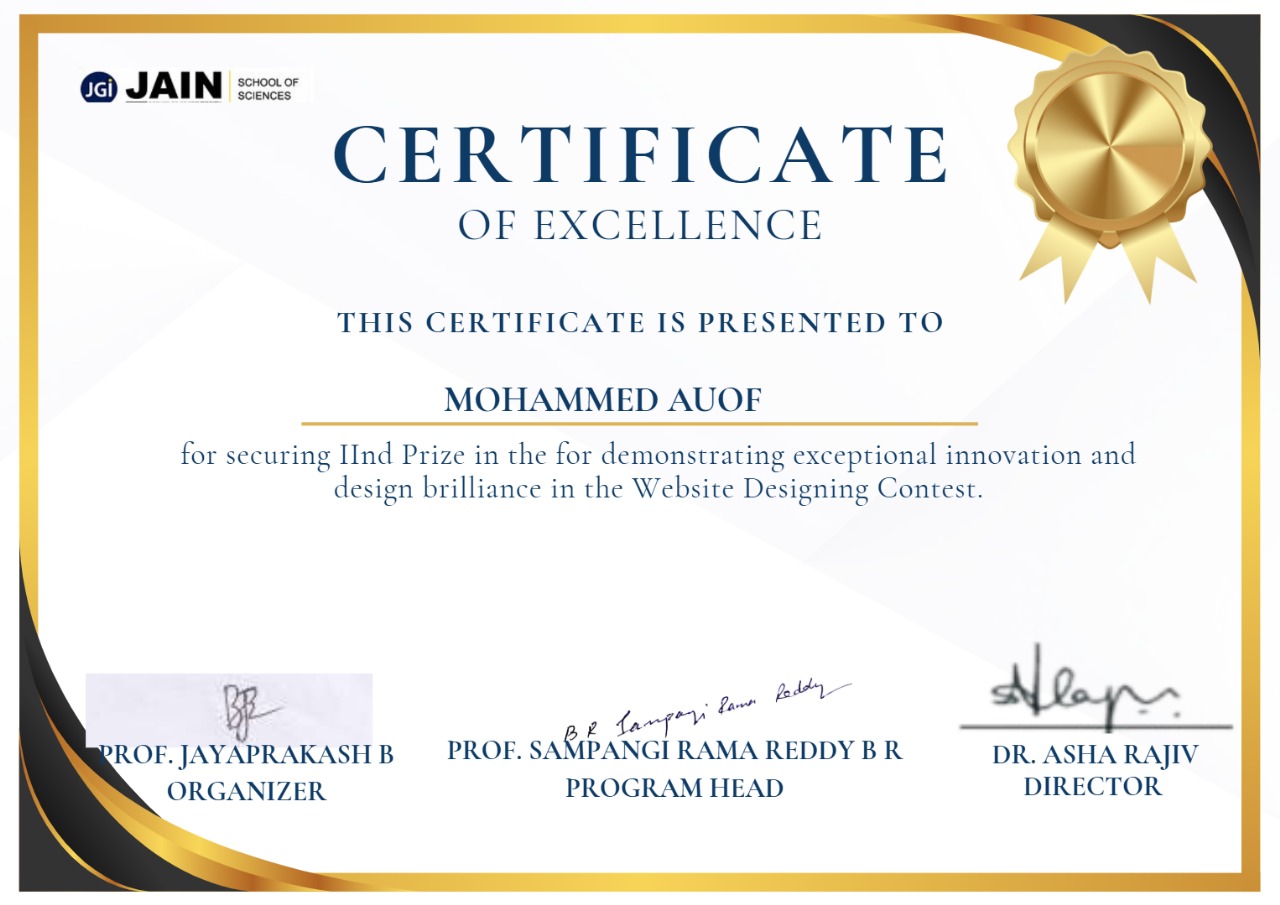 JGi JAIN SCHOOL OF
SCIENCES
CERTIFICATE
OF EXCELLENCE
THIS CERTIFICATE IS PRESENTED TO
MOHAMMED AUOF
for securing IInd Prize in the for demonstrating exceptional innovation and
design brilliance in the Website Designing Contest.
B R Sampangi Rama Reddy
PROF. JAYAPRAKASH B
ORGANIZER
PROF. SAMPANGI RAMA REDDY B R
PROGRAM HEAD
DR. ASHA RAJIV
DIRECTOR